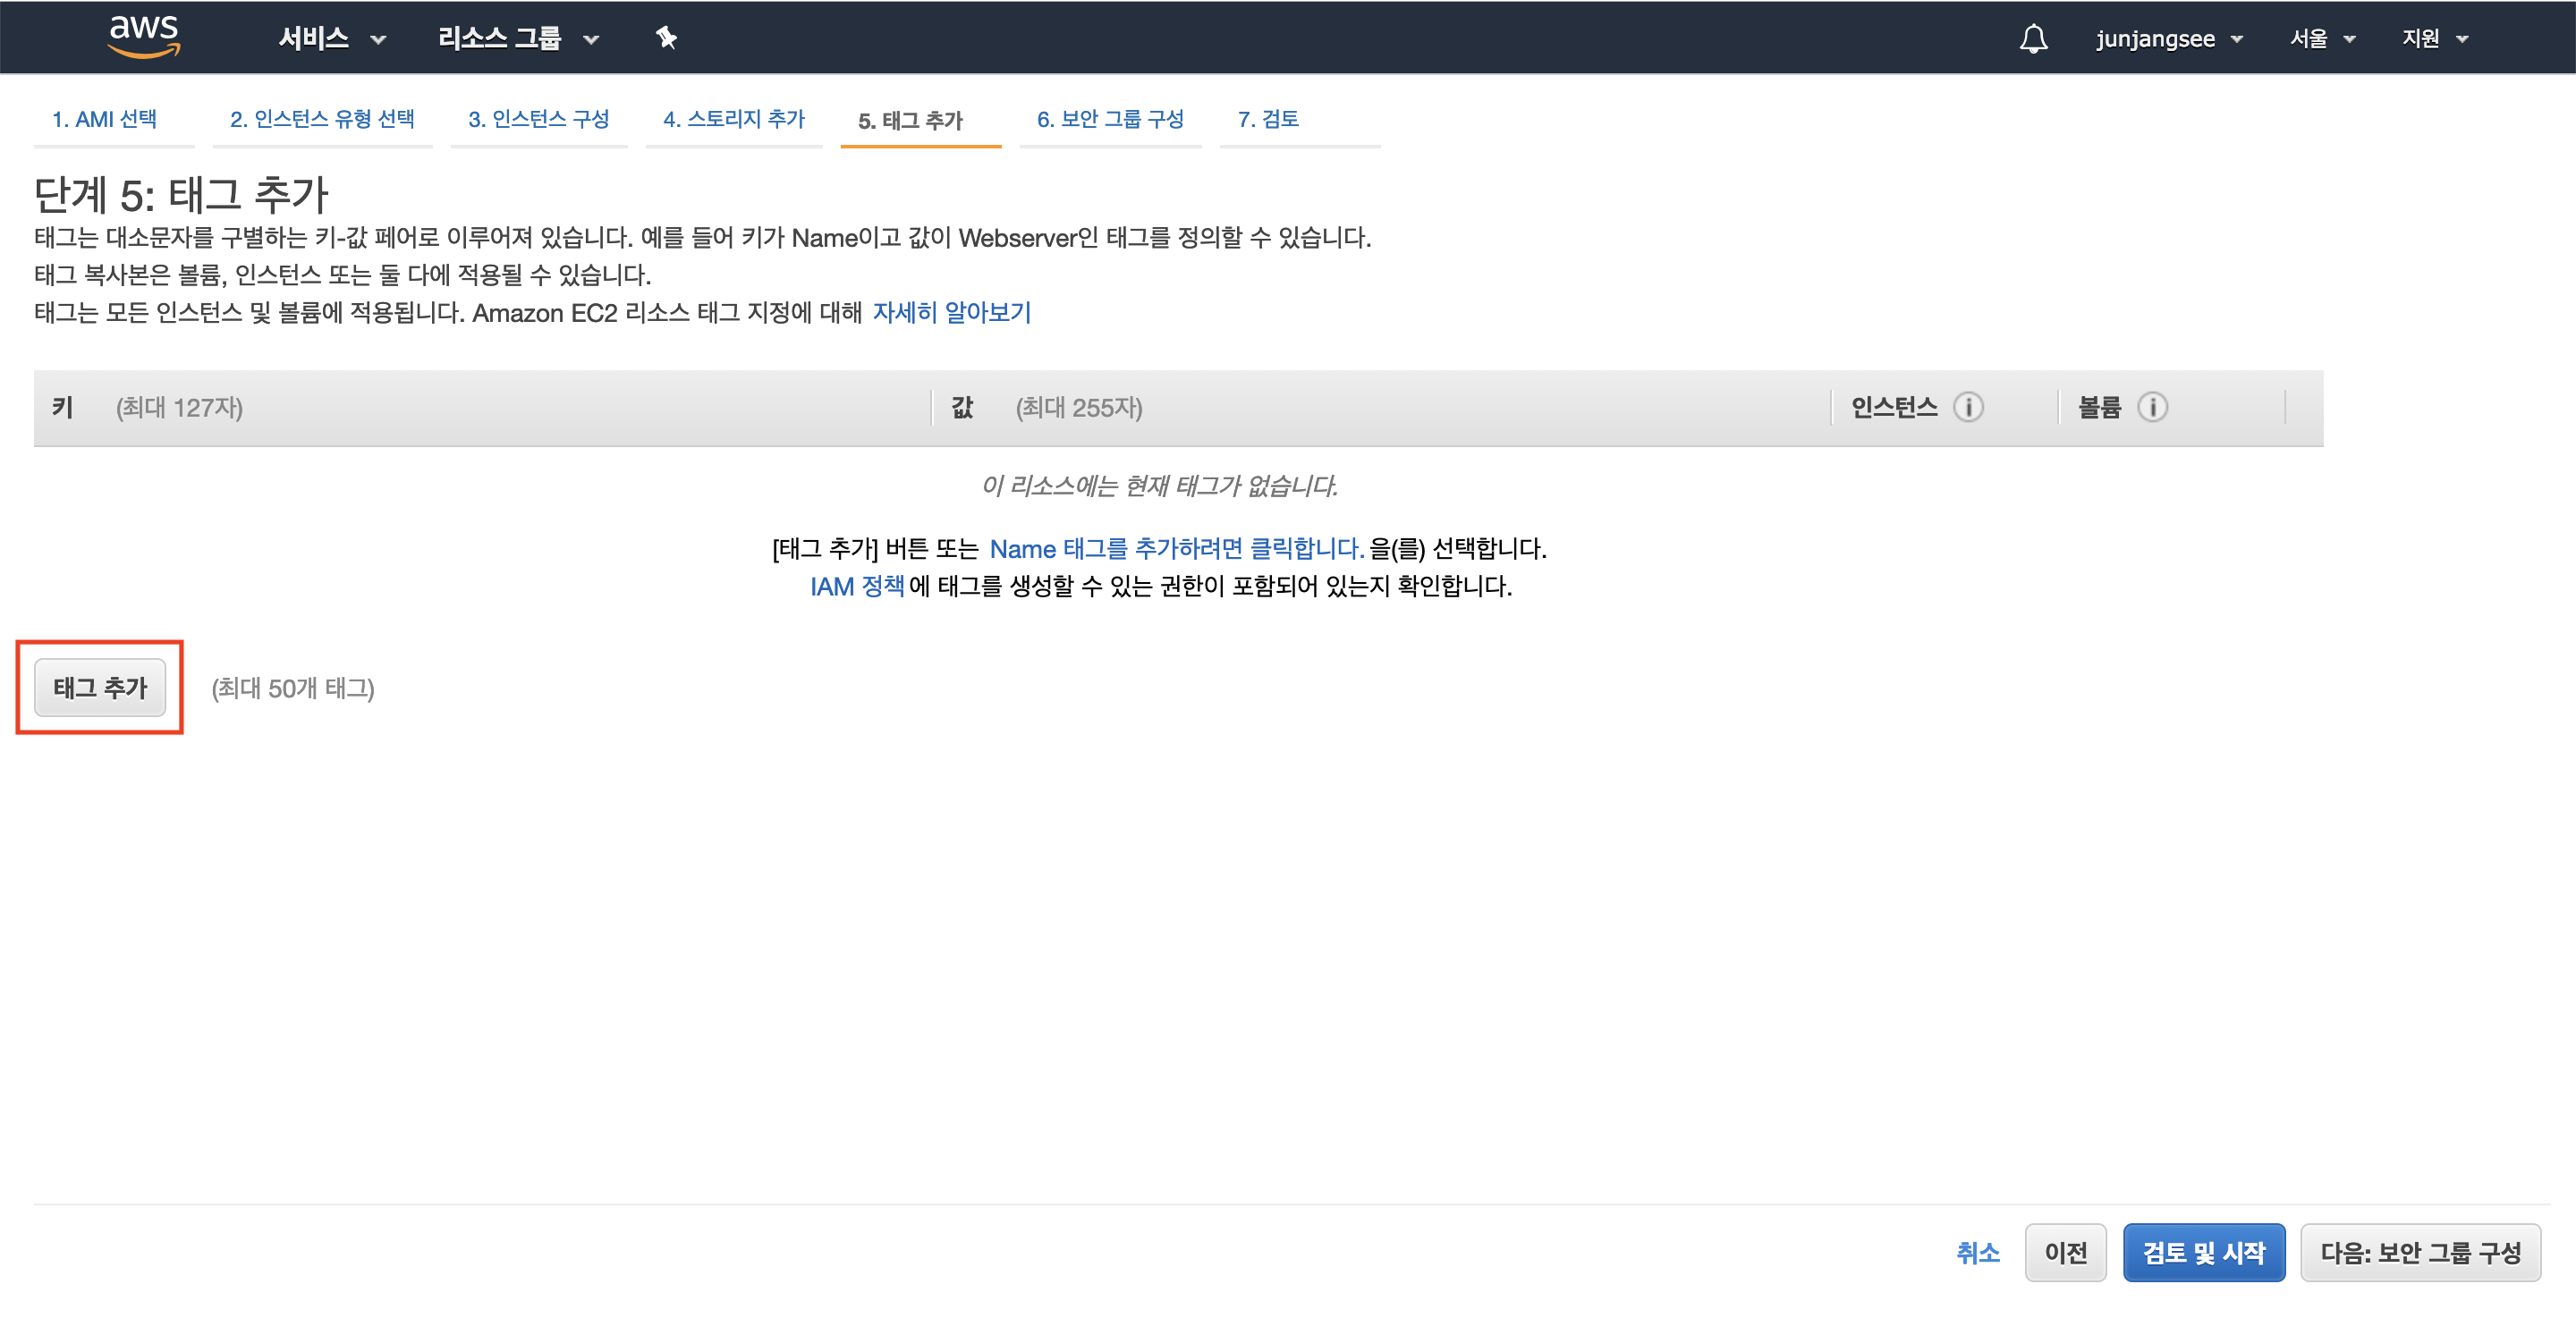 aws 서비스 리소스 그룹 junjangsee 서울 지원
1. AMI 선택 2. 인스턴스 유형 선택 3. 인스턴스 구성 4. 스토리지 추가 5. 태그 추가 6. 보안 그룹 구성 7. 검토
단계 5: 태그 추가
태그는 대소문자를 구별하는 키-값 페어로 이루어져 있습니다. 예를 들어 키가 Name이고 값이 Webserver인 태그를 정의할 수 있습니다.
태그 복사본은 볼륨, 인스턴스 또는 둘 다에 적용될 수 있습니다.
태그는 모든 인스턴스 및 볼륨에 적용됩니다. Amazon EC2 리소스 태그 지정에 대해 자세히 알아보기
키 (최대 127자) 값 (최대 255자) 인스턴스 i 볼륨 i
이 리소스에는 현재 태그가 없습니다.
[태그 추가] 버튼 또는 Name 태그를 추가하려면 클릭합니다. 을(를) 선택합니다.
IAM 정책에 태그를 생성할 수 있는 권한이 포함되어 있는지 확인합니다.
태그 추가 (최대 50개 태그)
취소 이전 검토 및 시작 다음: 보안 그룹 구성